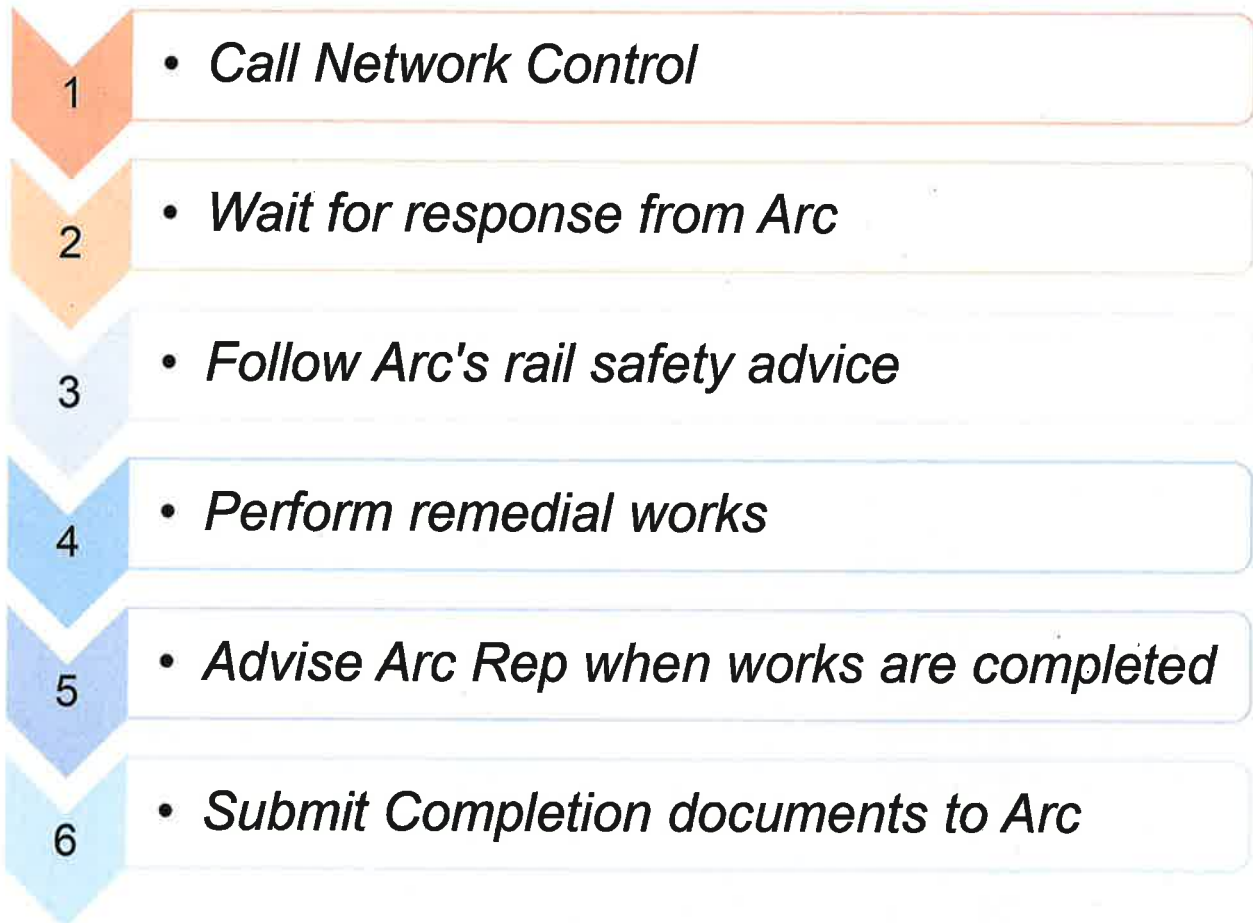 1
• Call Network Control
2
• Wait for response from Arc
3
• Follow Arc's rail safety advice
4
• Perform remedial works
5
• Advise Arc Rep when works are completed
6
• Submit Completion documents to Arc